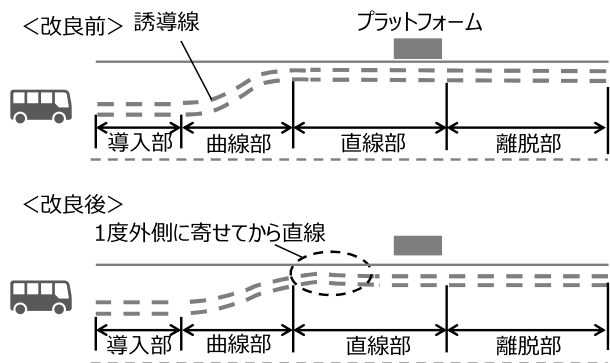 <改良前>
誘導線
プラットフォーム
導入部
曲線部
直線部
離脱部
<改良後>
1度外側に寄せてから直線
導入部
曲線部
直線部
離脱部